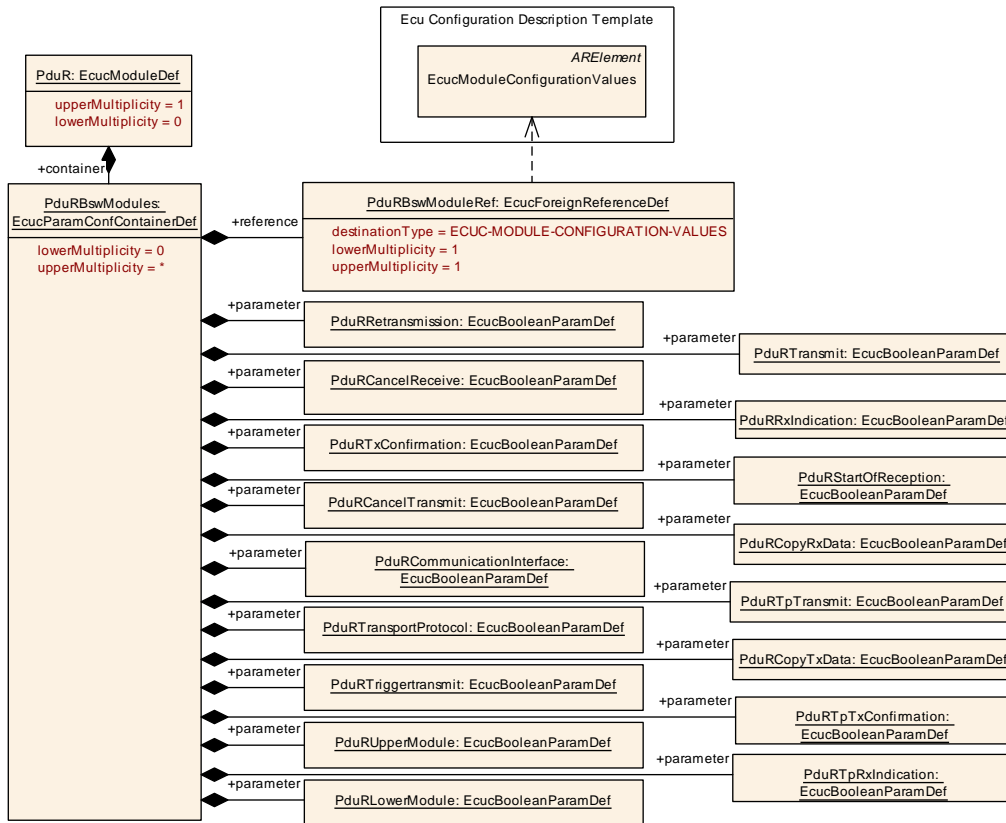 Ecu Configuration Description Template
ARElement
EcucModuleConfigurationValues
PduR: EcucModuleDef
upperMultiplicity = 1
lowerMultiplicity = 0
+container
PduRBswModules:
EcucParamConfContainerDef
lowerMultiplicity = 0
upperMultiplicity = *
+reference
PduRBswModuleRef: EcucForeignReferenceDef
destinationType = ECUC-MODULE-CONFIGURATION-VALUES
lowerMultiplicity = 1
upperMultiplicity = 1
+parameter
PduRRetransmission: EcucBooleanParamDef
+parameter
PduRTransmit: EcucBooleanParamDef
+parameter
PduRCancelReceive: EcucBooleanParamDef
+parameter
PduRRxIndication: EcucBooleanParamDef
+parameter
PduRTxConfirmation: EcucBooleanParamDef
+parameter
PduRStartOfReception:
EcucBooleanParamDef
+parameter
PduRCancelTransmit: EcucBooleanParamDef
+parameter
PduRCopyRxData: EcucBooleanParamDef
+parameter
PduRCommunicationInterface:
EcucBooleanParamDef
+parameter
PduRTpTransmit: EcucBooleanParamDef
+parameter
PduRTransportProtocol: EcucBooleanParamDef
+parameter
PduRCopyTxData: EcucBooleanParamDef
+parameter
PduRTriggertransmit: EcucBooleanParamDef
+parameter
PduRTpTxConfirmation:
EcucBooleanParamDef
+parameter
PduRUpperModule: EcucBooleanParamDef
+parameter
PduRTpRxIndication:
EcucBooleanParamDef
+parameter
PduRLowerModule: EcucBooleanParamDef